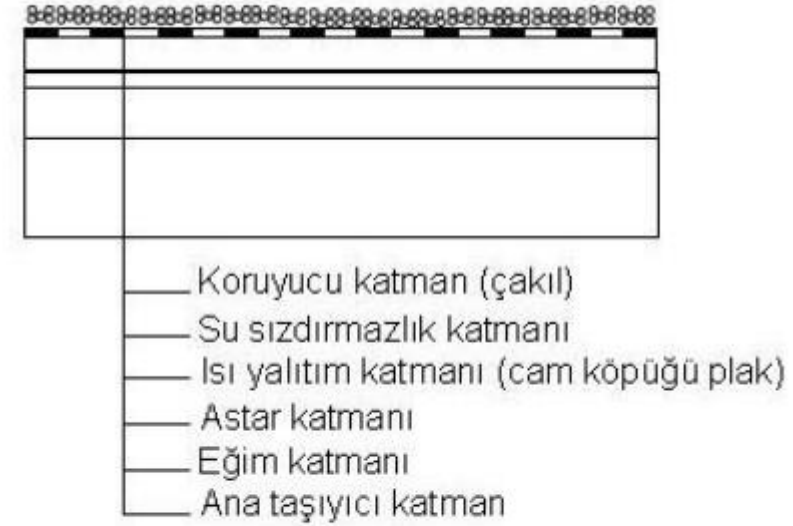 Koruyucu katman (çakıl)
Su sızdırmazlık katmanı
Isı yalıtım katmanı (cam köpüğü plak)
Astar katmanı
Eğim katmanı
Ana taşıyıcı katman